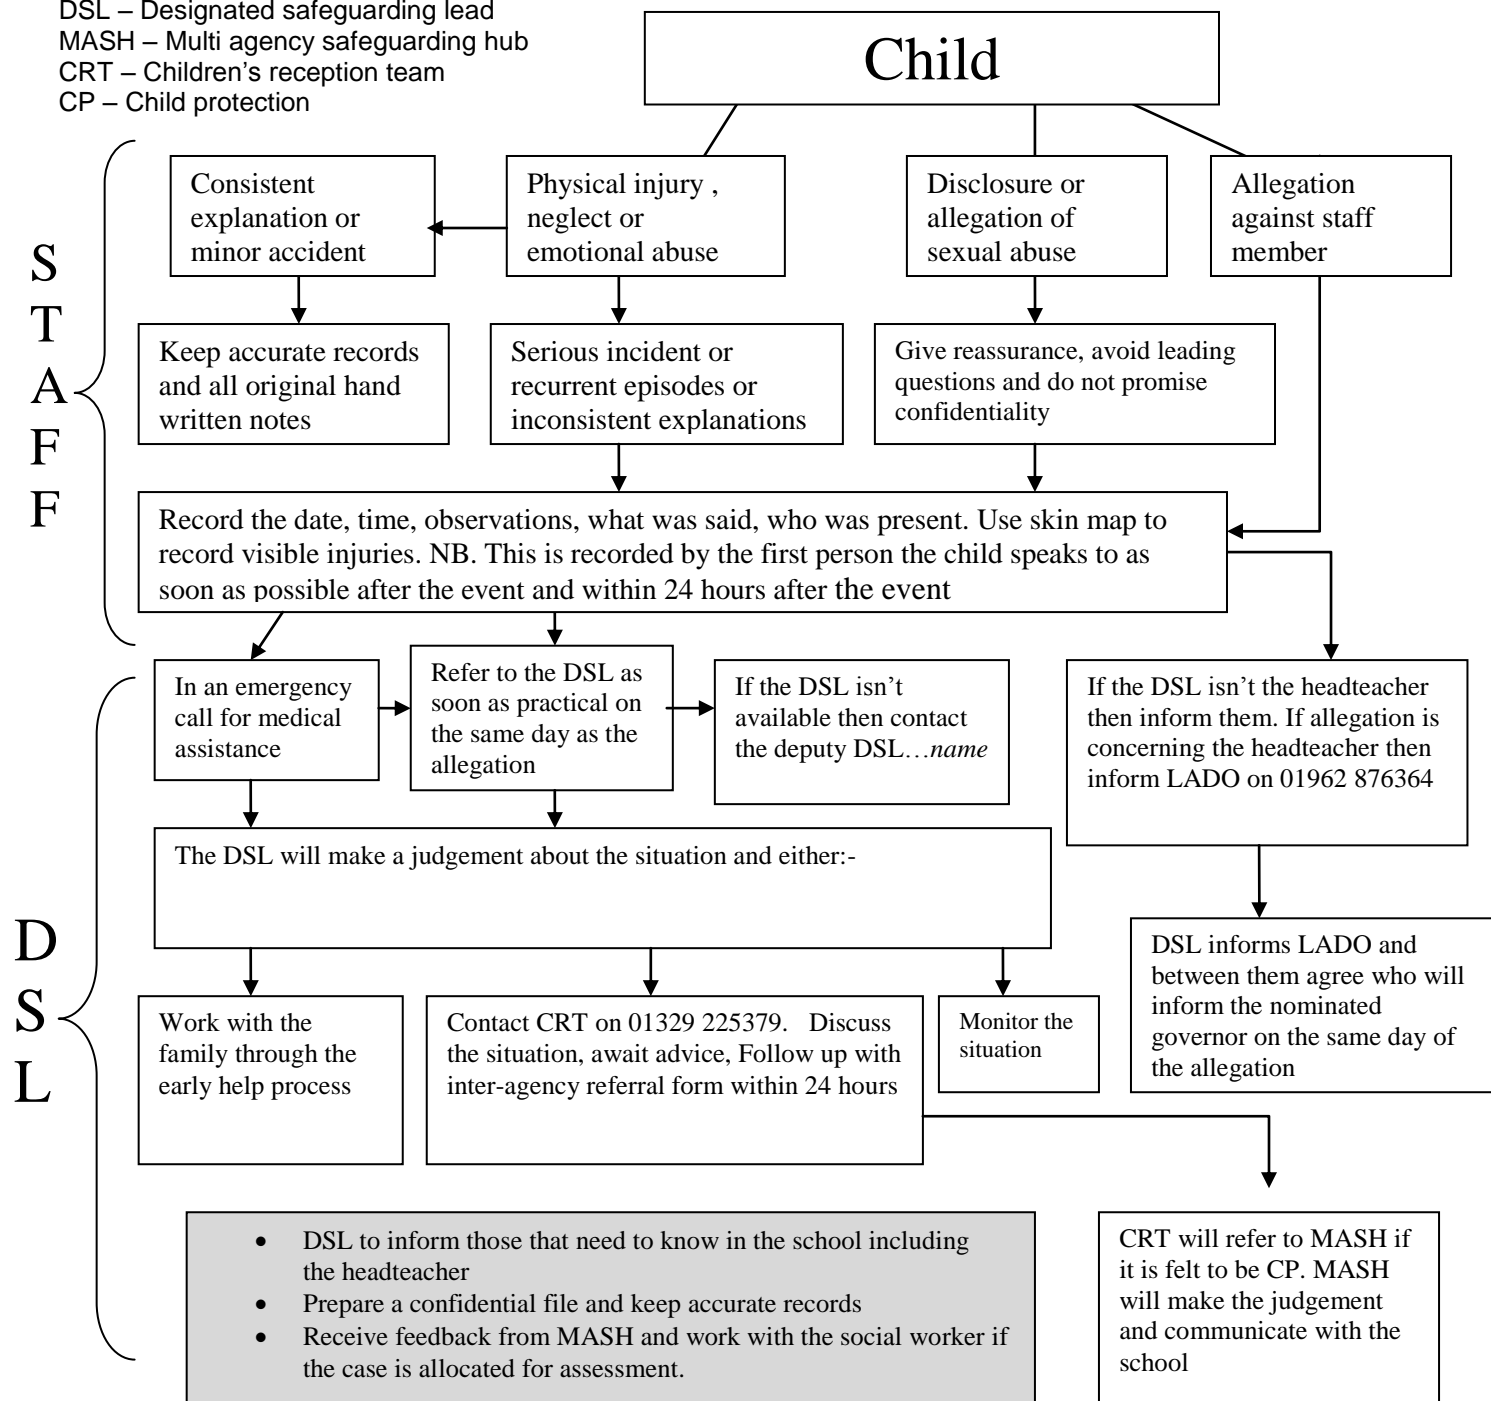 DSL – Designated safeguarding lead
MASH – Multi agency safeguarding hub
CRT – Children's reception team
CP – Child protection
Child
Consistent
explanation or
minor accident
Physical injury ,
neglect or
emotional abuse
Disclosure or
allegation of
sexual abuse
Allegation
against staff
member
S
T
A
F
F
Keep accurate records
and all original hand
written notes
Serious incident or
recurrent episodes or
inconsistent explanations
Give reassurance, avoid leading
questions and do not promise
confidentiality
Record the date, time, observations, what was said, who was present. Use skin map to
record visible injuries. NB. This is recorded by the first person the child speaks to as
soon as possible after the event and within 24 hours after the event
In an emergency
call for medical
assistance
Refer to the DSL as
soon as practical on
the same day as the
allegation
If the DSL isn't
available then contact
the deputy DSL…name
If the DSL isn't the headteacher
then inform them. If allegation is
concerning the headteacher then
inform LADO on 01962 876364
The DSL will make a judgement about the situation and either:-
D
S
L
DSL informs LADO and
between them agree who will
inform the nominated
governor on the same day of
the allegation
Work with the
family through the
early help process
Contact CRT on 01329 225379.   Discuss
the situation, await advice, Follow up with
inter-agency referral form within 24 hours
Monitor the
situation
• DSL to inform those that need to know in the school including
the headteacher
• Prepare a confidential file and keep accurate records
• Receive feedback from MASH and work with the social worker if
the case is allocated for assessment.
CRT will refer to MASH if
it is felt to be CP. MASH
will make the judgement
and communicate with the
school